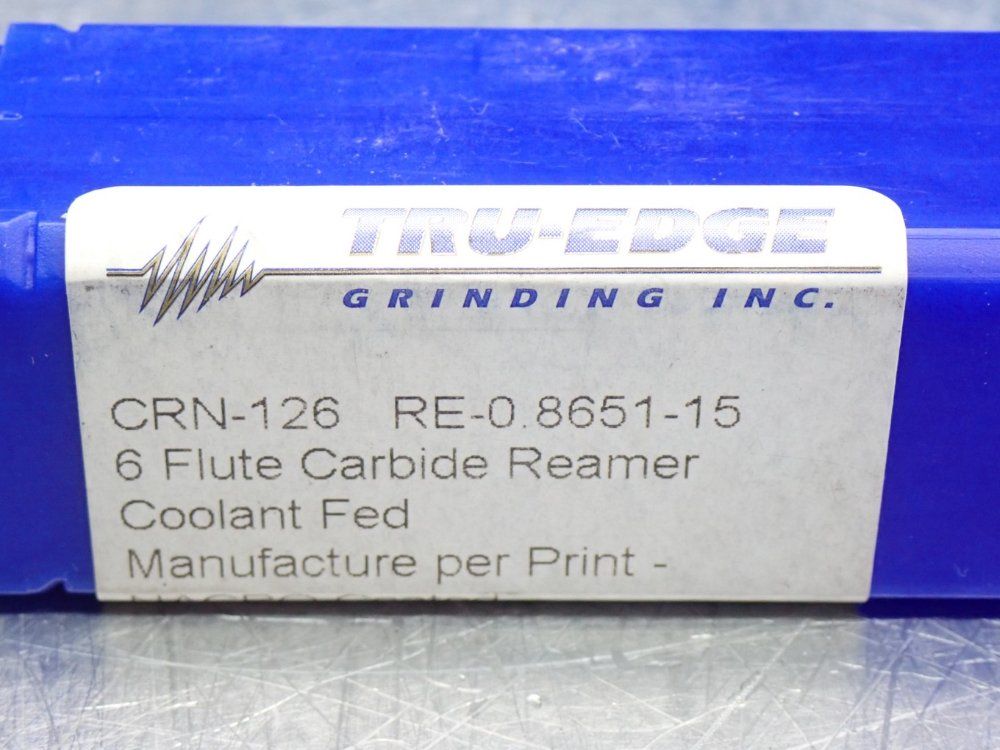 TRU-EDGE
GRINDING INC.
CRN-126 RE-0.8651-15
6 Flute Carbide Reamer
Coolant Fed
Manufacture per Print -